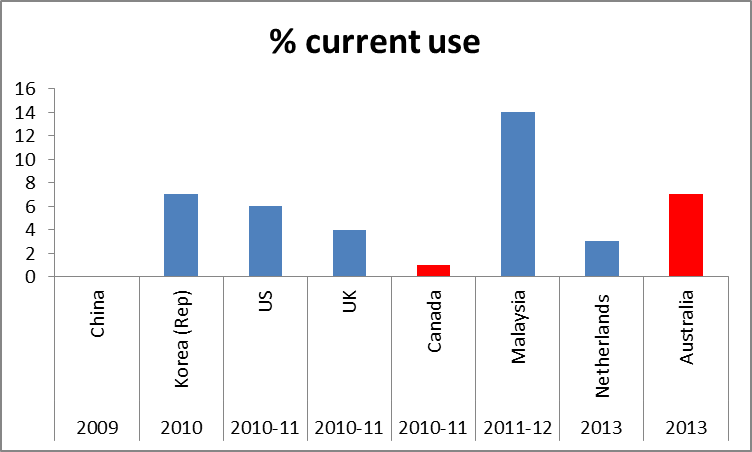 % current use
16
14
12
10
8
6
4
2
0
China
Korea (Rep)
US
UK
Canada
Malaysia
Netherlands
Australia
2009 2010 2010-11 2010-11 2010-11 2011-12 2013 2013